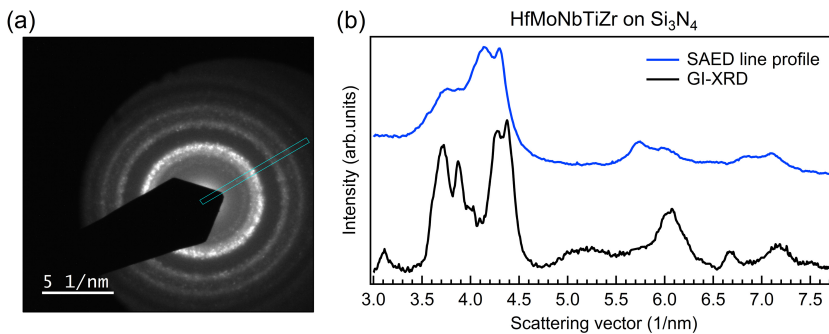 (a)
5 1/nm
(b)
HfMoNbTiZr on Si₃N₄
SAED line profile
GI-XRD
Intensity (arb.units)
3.0 3.5 4.0 4.5 5.0 5.5 6.0 6.5 7.0 7.5
Scattering vector (1/nm)